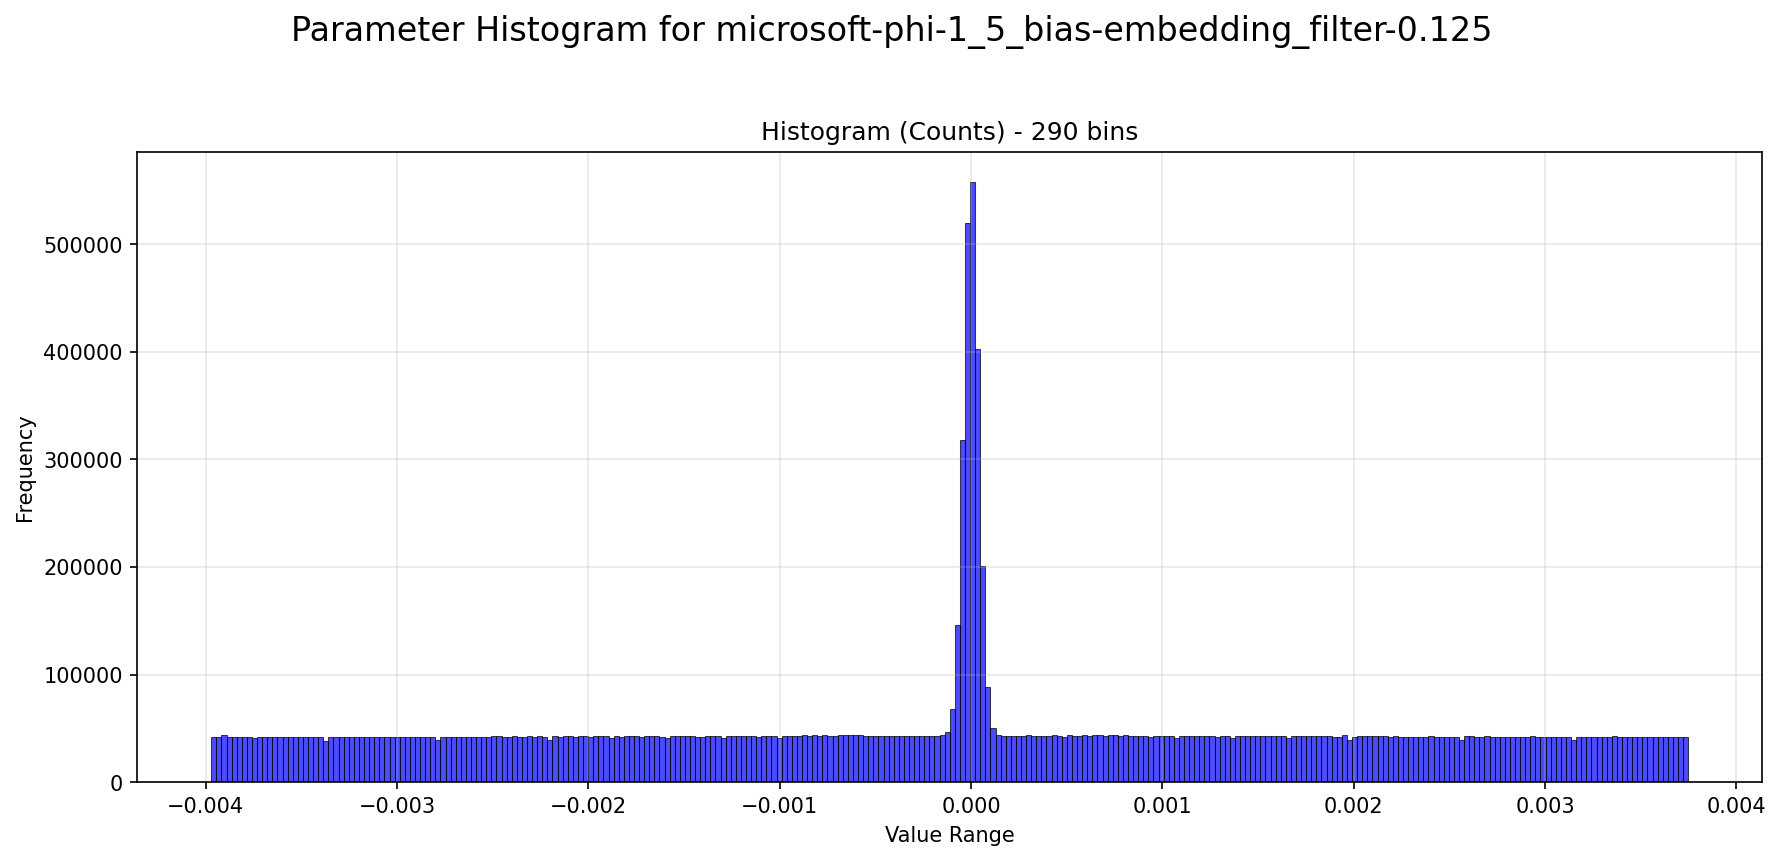 Parameter Histogram for microsoft-phi-1_5_bias-embedding_filter-0.125
Histogram (Counts) - 290 bins
Frequency
500000
400000
300000
200000
100000
0
−0.004 −0.003 −0.002 −0.001 0.000 0.001 0.002 0.003 0.004
Value Range